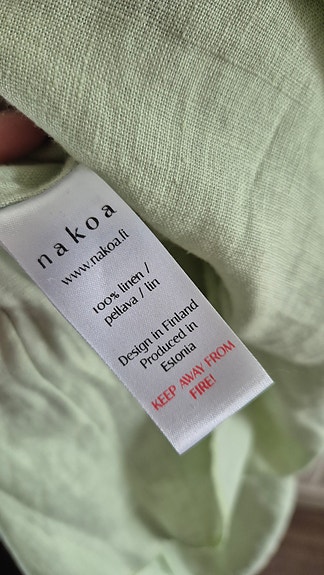 nakoa
www.nakoa.fi
100% linen /
pellava / lin
Design in Finland
Produced in
Estonia
KEEP AWAY FROM
FIRE!